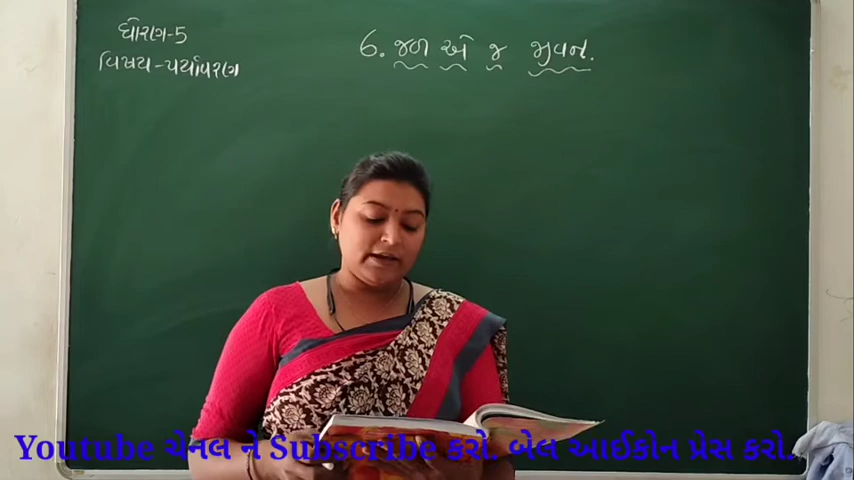 ધોરણ-5
વિષય-પર્યાવરણ
6. જળ એ જ જીવન.
Youtube ચેનલ ને Subscribe કરો. બેલ આઈકોન પ્રેસ કરો..